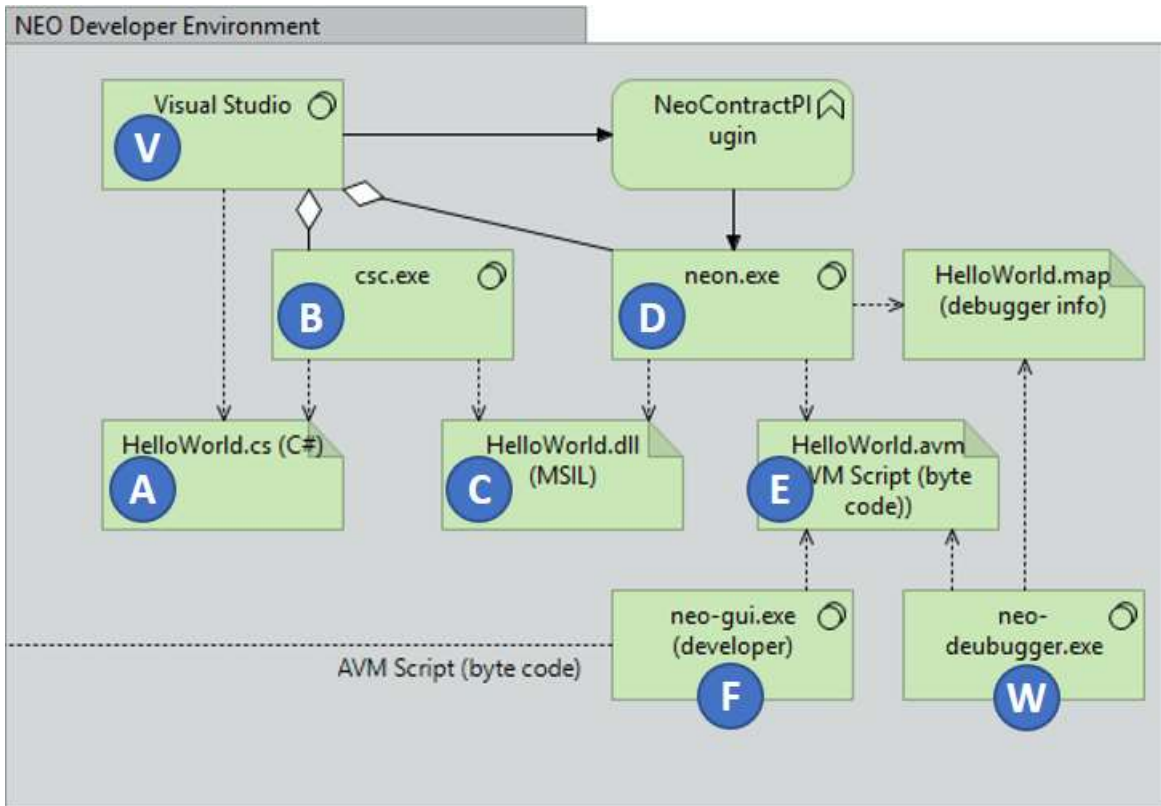 NEO Developer Environment
Visual Studio
V
NeoContractPl
ugin
csc.exe
B
neon.exe
D
HelloWorld.map
(debugger info)
HelloWorld.cs (C#)
A
HelloWorld.dll
(MSIL)
C
HelloWorld.avm
VM Script (byte
code))
E
neo-gui.exe
(developer)
F
neo-
deubugger.exe
W
AVM Script (byte code)